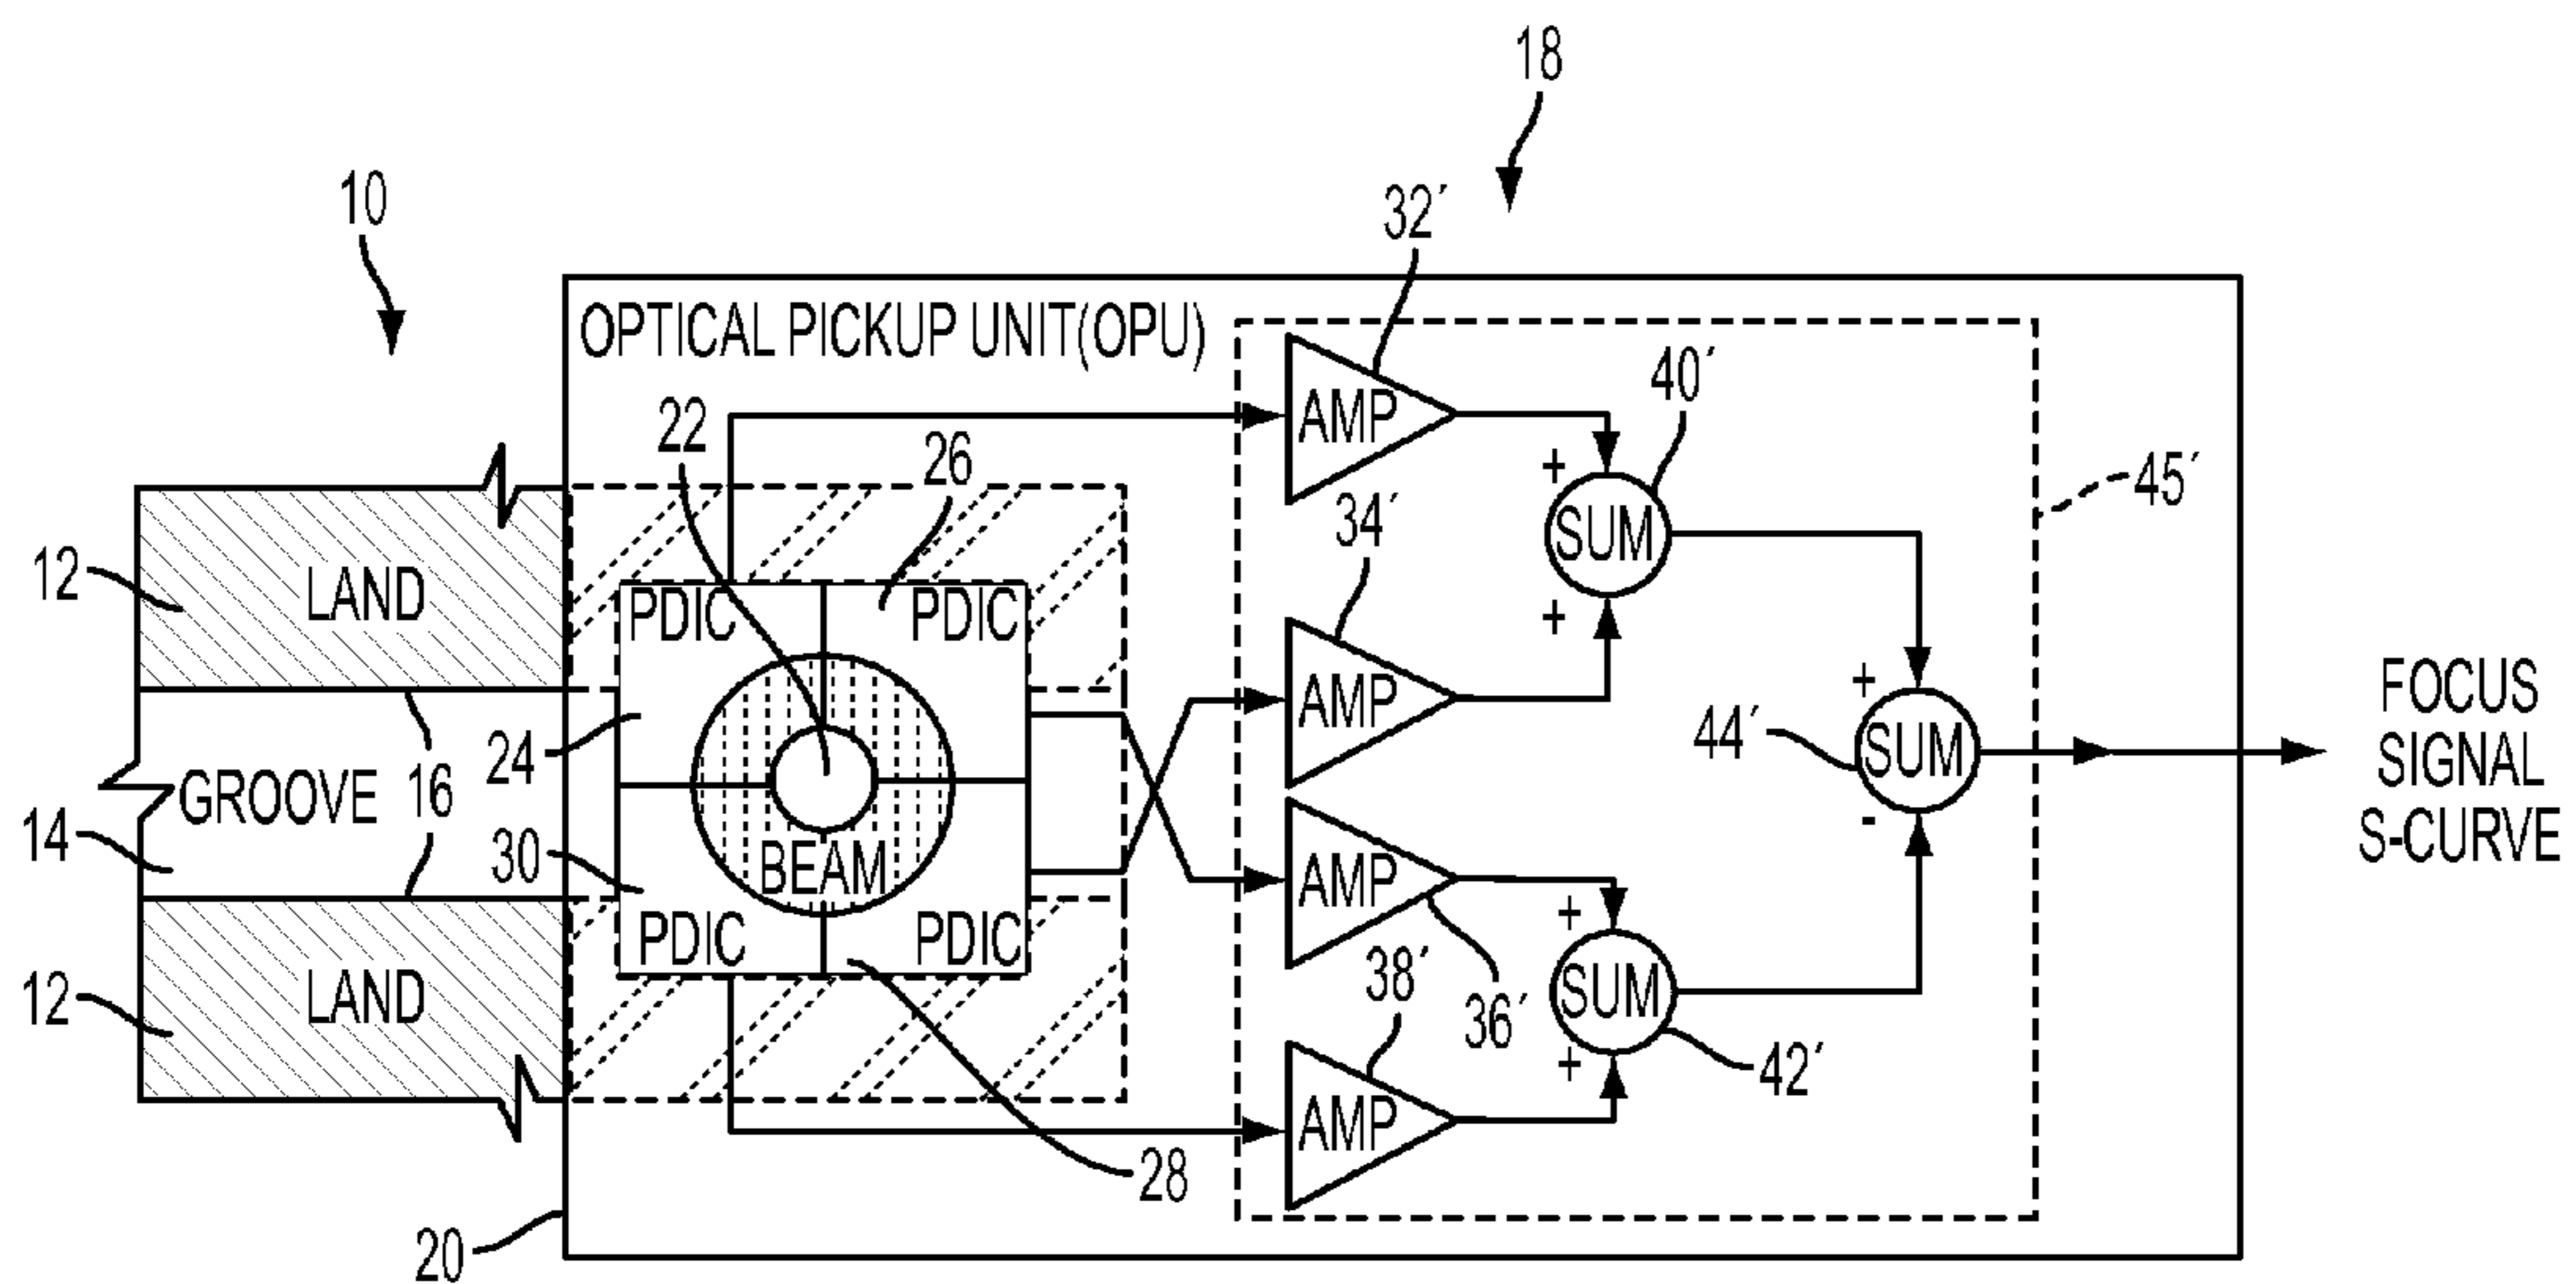 18
10
32′
OPTICAL PICKUP UNIT(OPU)
40′
AMP
22
26
45′
34′
SUM
12
LAND
PDIC
PDIC
FOCUS
SIGNAL
S-CURVE
24
AMP
44′
SUM
GROOVE
16
14
30
BEAM
AMP
PDIC
PDIC
38′
36′
SUM
12
LAND
42′
AMP
28
20
+
+
+
-
+
+